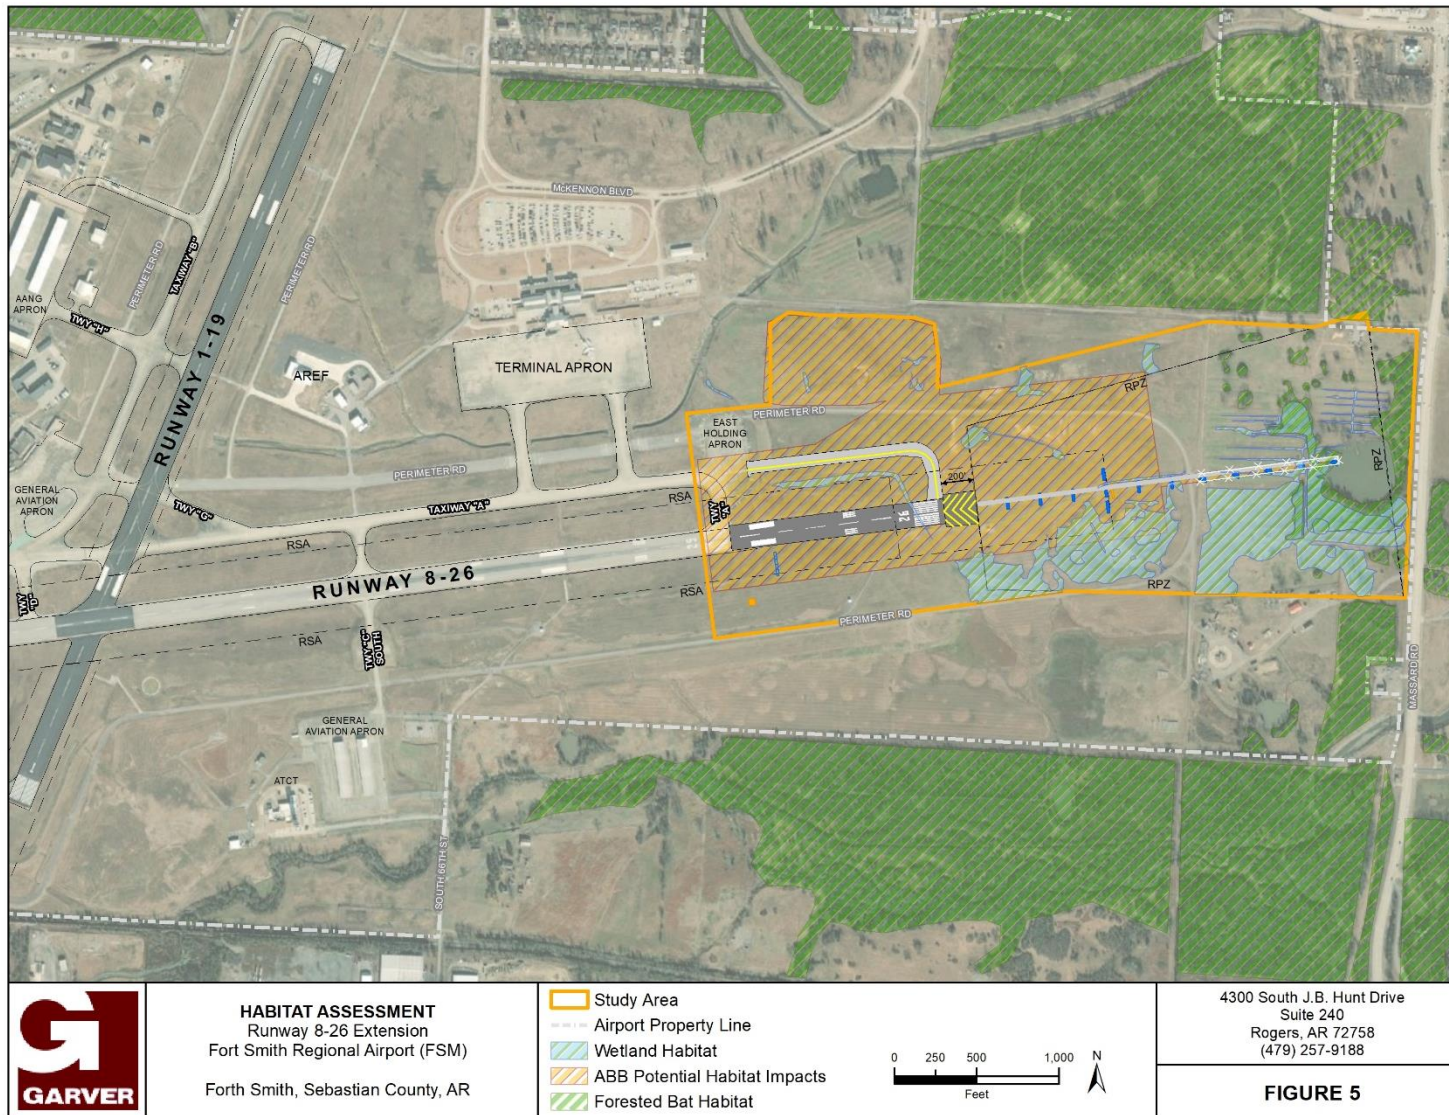 McKENNON BLVD
PERIMETER RD
TAXIWAY "B"
PERIMETER RD
AANG
APRON
TWY "H"
RUNWAY 1-19
AREF
TERMINAL APRON
RPZ
PERIMETER RD
EAST
HOLDING
APRON
PERIMETER RD
RPZ
GENERAL
AVIATION APRON
TWY "G"
TAXIWAY "A"
RSA
TWY
"A"
200'
26
RSA
RUNWAY 8-26
RSA
RPZ
TWY
"D"
RSA
PERIMETER RD
TWY "C"
SOUTH
MASSARD RD
GENERAL
AVIATION APRON
ATCT
SOUTH 66TH ST
G
GARVER
HABITAT ASSESSMENT
Runway 8-26 Extension
Fort Smith Regional Airport (FSM)
Forth Smith, Sebastian County, AR
Study Area
Airport Property Line
Wetland Habitat
ABB Potential Habitat Impacts
Forested Bat Habitat
0 250 500 1,000
Feet
N
4300 South J.B. Hunt Drive
Suite 240
Rogers, AR 72758
(479) 257-9188
FIGURE 5